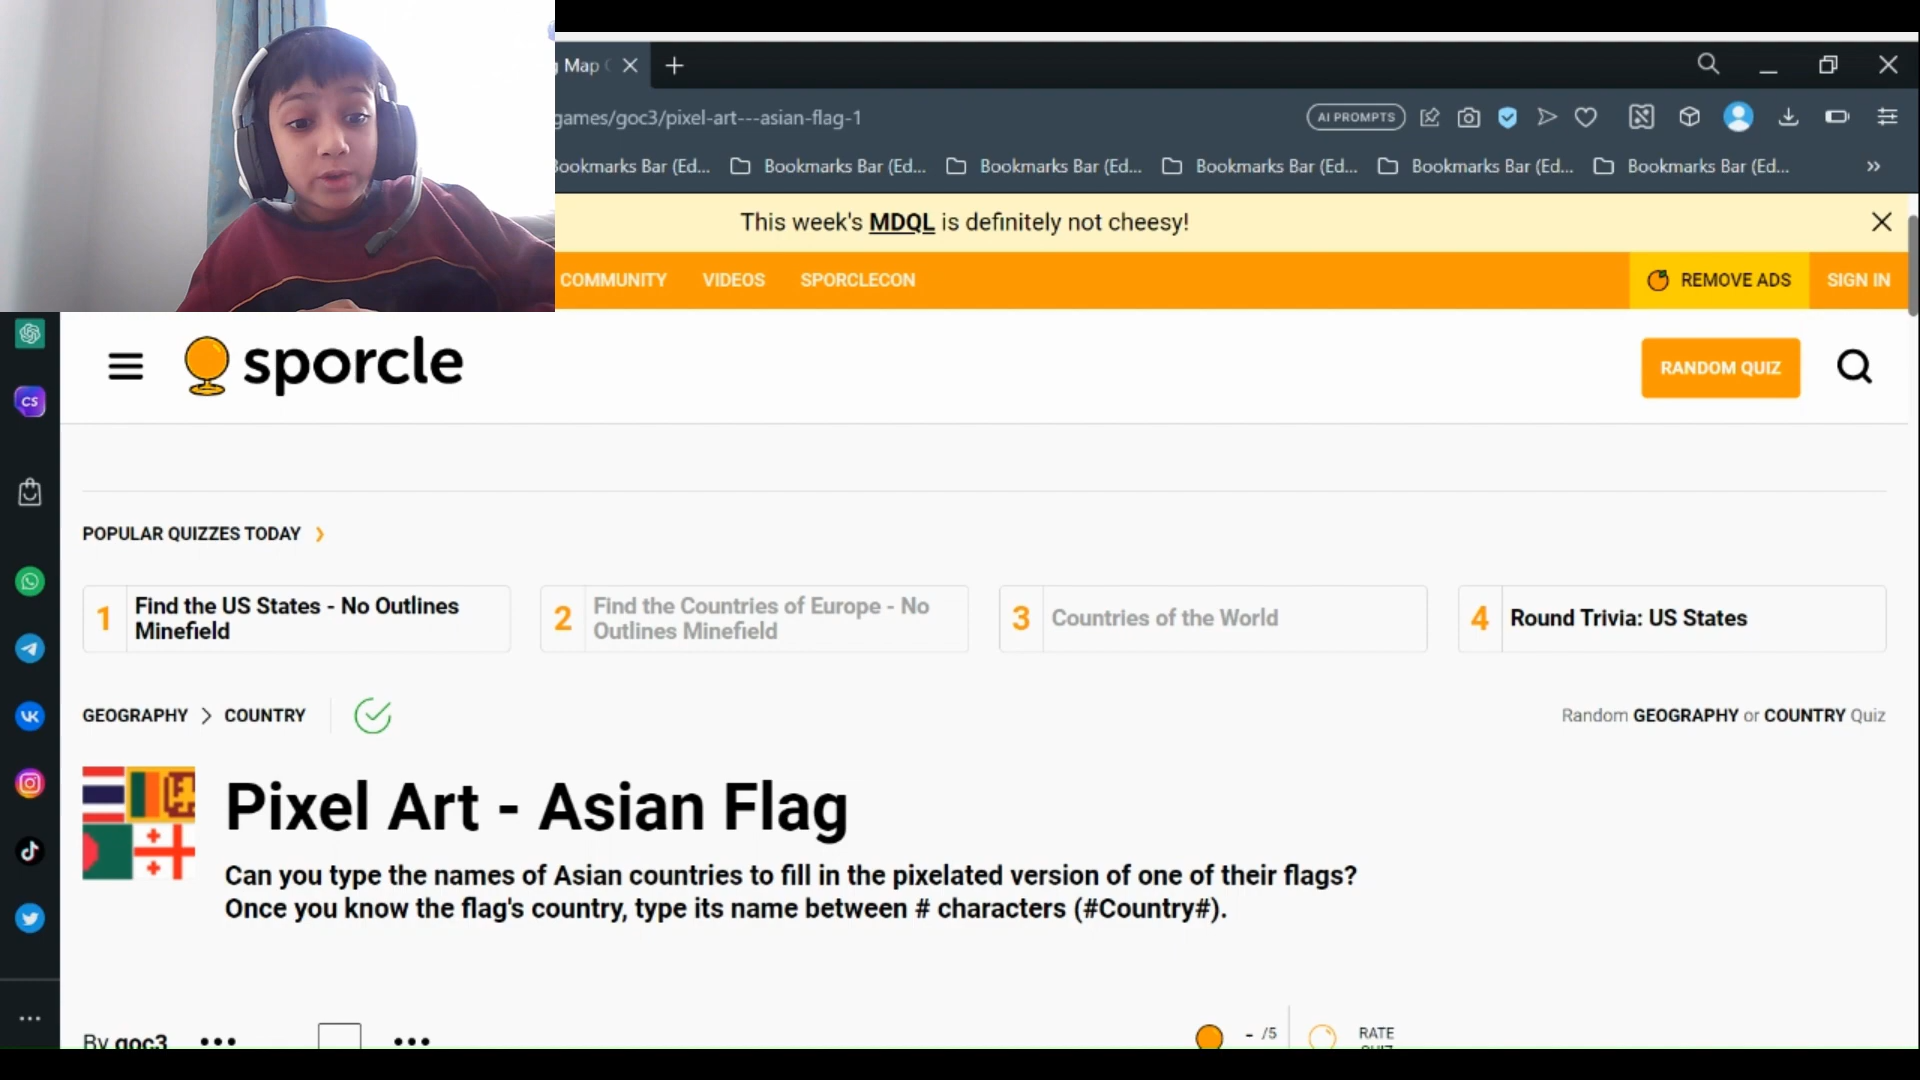 Map
games/goc3/pixel-art---asian-flag-1
AI PROMPTS
Bookmarks Bar (Ed...
Bookmarks Bar (Ed...
Bookmarks Bar (Ed...
Bookmarks Bar (Ed...
Bookmarks Bar (Ed...
Bookmarks Bar (Ed...
This week's MDQL is definitely not cheesy!
COMMUNITY
VIDEOS
SPORCLECON
REMOVE ADS
SIGN IN
CS
sporcle
RANDOM QUIZ
POPULAR QUIZZES TODAY
1
Find the US States - No Outlines
Minefield
2
Find the Countries of Europe - No
Outlines Minefield
3
Countries of the World
4
Round Trivia: US States
GEOGRAPHY > COUNTRY
Random GEOGRAPHY or COUNTRY Quiz
Pixel Art - Asian Flag
Can you type the names of Asian countries to fill in the pixelated version of one of their flags?
Once you know the flag's country, type its name between # characters (#Country#).
By goc3
- /5
RATE
QUIZ